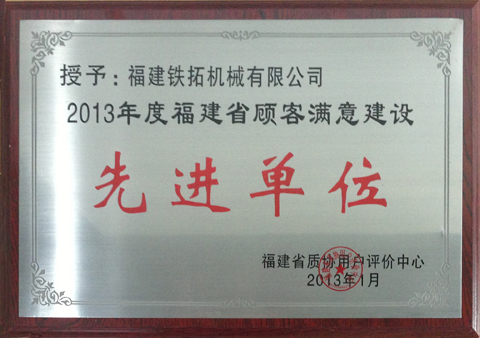 授予：福建铁拓机械有限公司
2013年度福建省顾客满意建设
先进单位
福建省质协用户评价中心
2013年1月